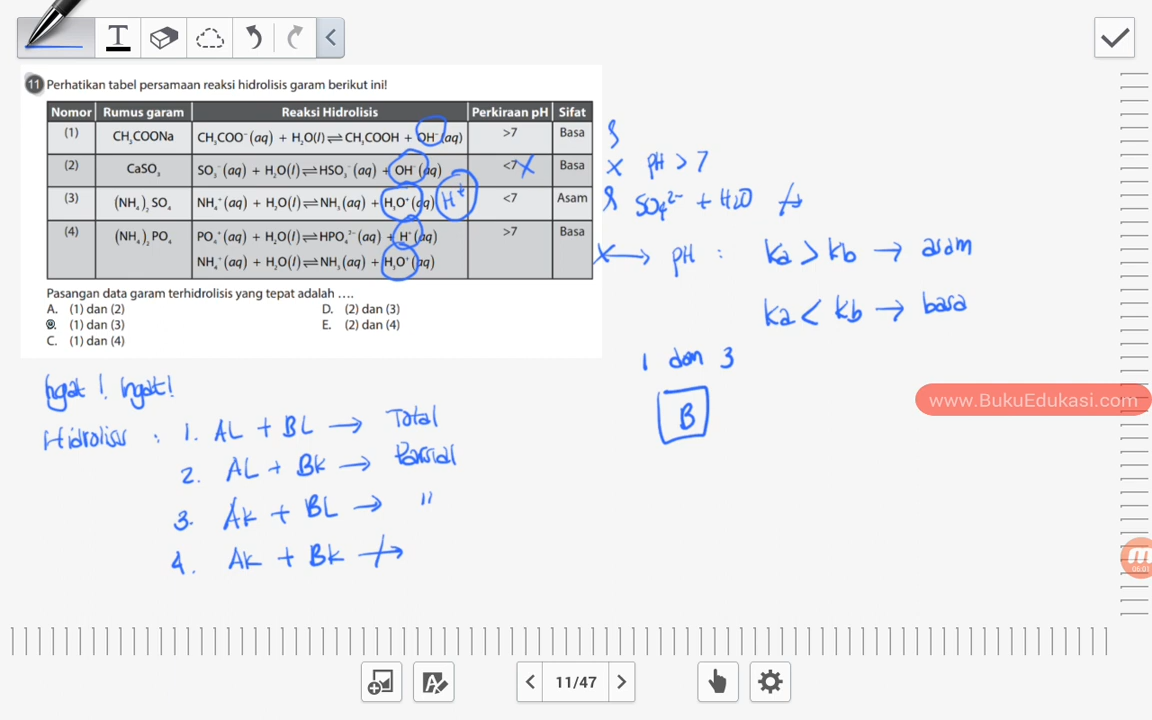 T
11 Perhatikan tabel persamaan reaksi hidrolisis garam berikut ini!
Nomor Rumus garam Reaksi Hidrolisis Perkiraan pH Sifat
(1) CH₃COONa CH₃COO⁻(aq) + H₂O(l) ⇌ CH₃COOH + OH⁻(aq) >7 Basa
(2) CaSO₃ SO₃⁻(aq) + H₂O(l) ⇌ HSO₃⁻(aq) + OH⁻(aq) <7 X Basa X pH > 7
(3) (NH₄)₂SO₄ NH₄⁺(aq) + H₂O(l) ⇌ NH₃(aq) + H₃O⁺(aq) H⁺ <7 Asam SO₄²⁻ + H₂O ↛
(4) (NH₄)₂PO₄ PO₄⁺(aq) + H₂O(l) ⇌ HPO₄³⁻(aq) + H⁺(aq) >7 Basa X → pH : Ka > Kb → asam
NH₄⁺(aq) + H₂O(l) ⇌ NH₃(aq) + H₃O⁺(aq)
Ka < Kb → basa
Pasangan data garam terhidrolisis yang tepat adalah ....
A. (1) dan (2) D. (2) dan (3)
B. (1) dan (3) E. (2) dan (4)
C. (1) dan (4)
1 dan 3
B
Ingat! Ingat!
Hidrolisis : 1. AL + BL → Total
2. AL + BK → Parsial
3. AK + BL → "
4. AK + BK ↛
www.BukuEdukasi.com
06:01
11/47